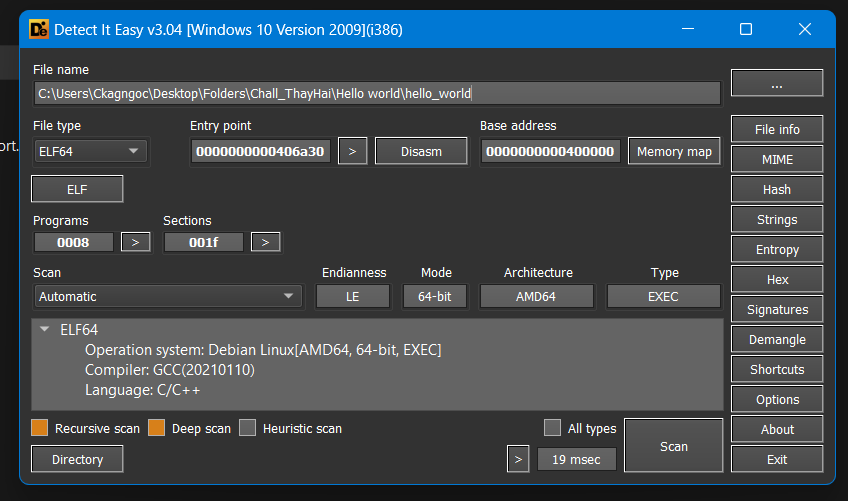 Detect It Easy v3.04 [Windows 10 Version 2009](i386)
File name
C:\Users\Ckagngoc\Desktop\Folders\Chall_ThayHai\Hello world\hello_world
...
File type
Entry point
Base address
ELF64
0000000000406a30
>
Disasm
0000000000400000
Memory map
ELF
Programs
Sections
0008
>
001f
>
Scan
Endianness
Mode
Architecture
Type
Automatic
LE
64-bit
AMD64
EXEC
ELF64
Operation system: Debian Linux[AMD64, 64-bit, EXEC]
Compiler: GCC(20210110)
Language: C/C++
Recursive scan
Deep scan
Heuristic scan
All types
Directory
>
19 msec
Scan
File info
MIME
Hash
Strings
Entropy
Hex
Signatures
Demangle
Shortcuts
Options
About
Exit
ort.